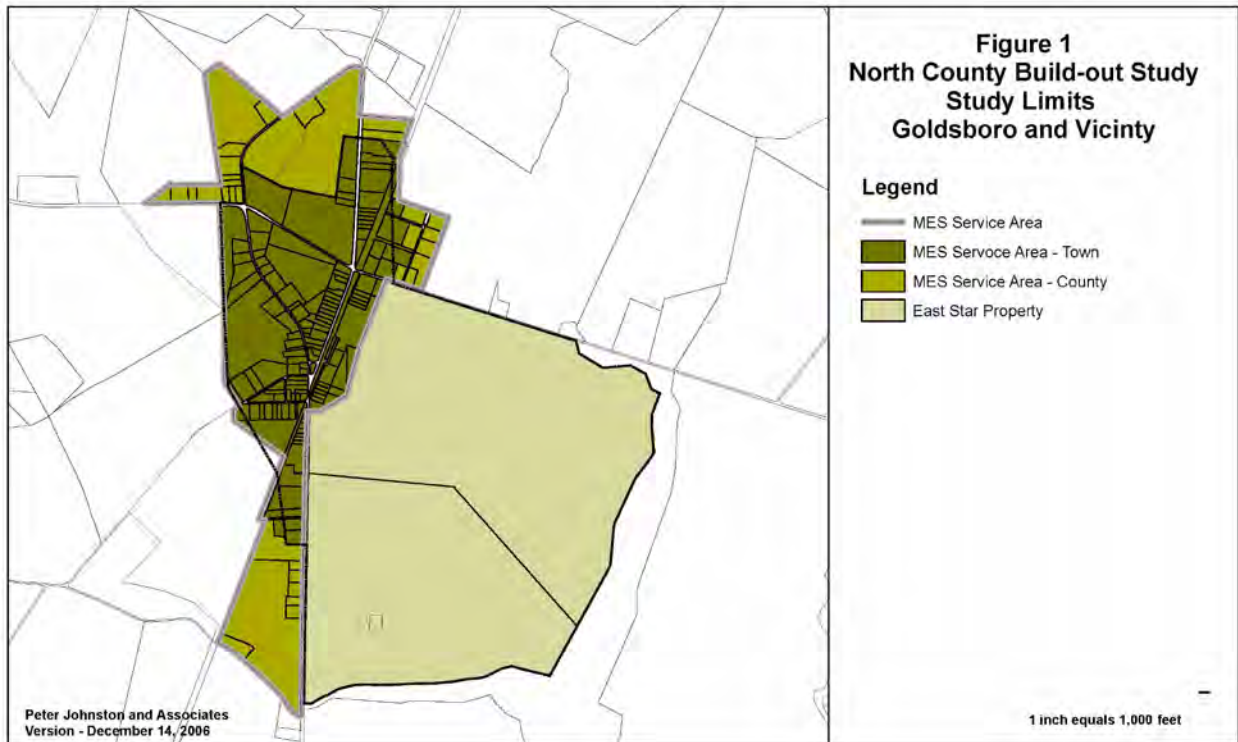 Figure 1
North County Build-out Study
Study Limits
Goldsboro and Vicinty
Legend
MES Service Area
MES Servoce Area - Town
MES Service Area - County
East Star Property
Peter Johnston and Associates
Version - December 14, 2006
1 inch equals 1,000 feet